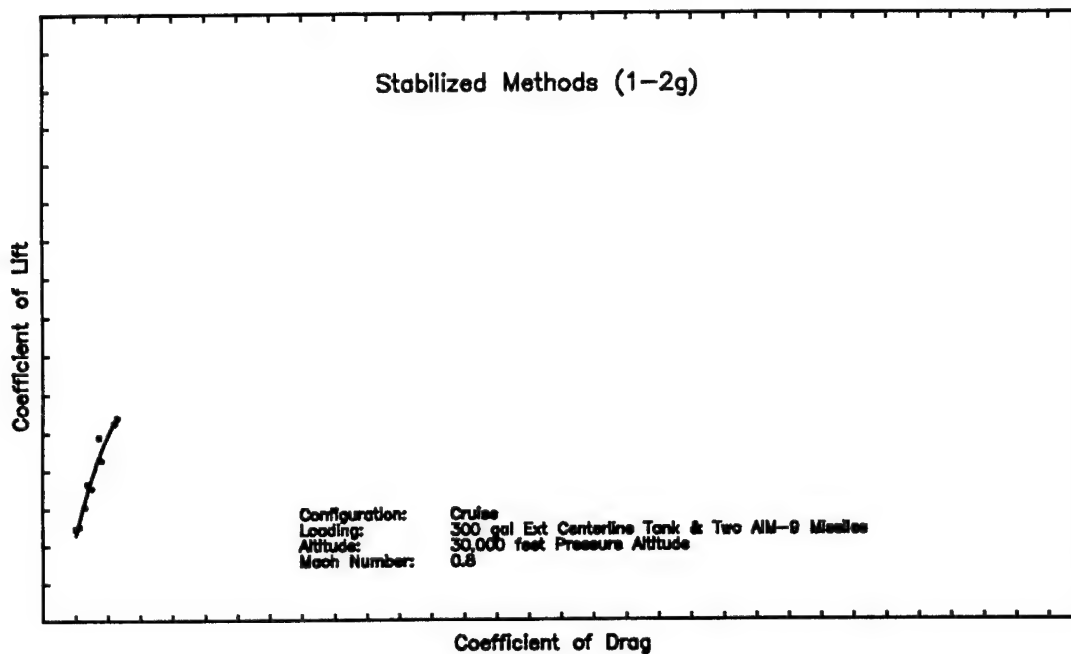 Stabilized Methods (1-2g)
Coefficient of Lift
Configuration: Cruise
Loading: 300 gal Ext Centerline Tank & Two AIM-9 Missiles
Altitude: 30,000 feet Pressure Altitude
Mach Number: 0.8
Coefficient of Drag